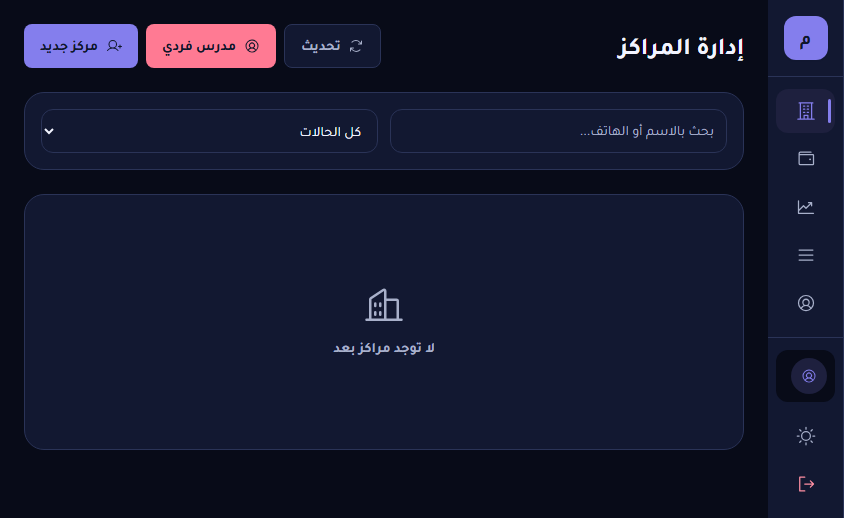 م
إدارة المراكز
تحديث
مدرس فردي
مركز جديد
بحث بالاسم أو الهاتف...
كل الحالات
لا توجد مراكز بعد